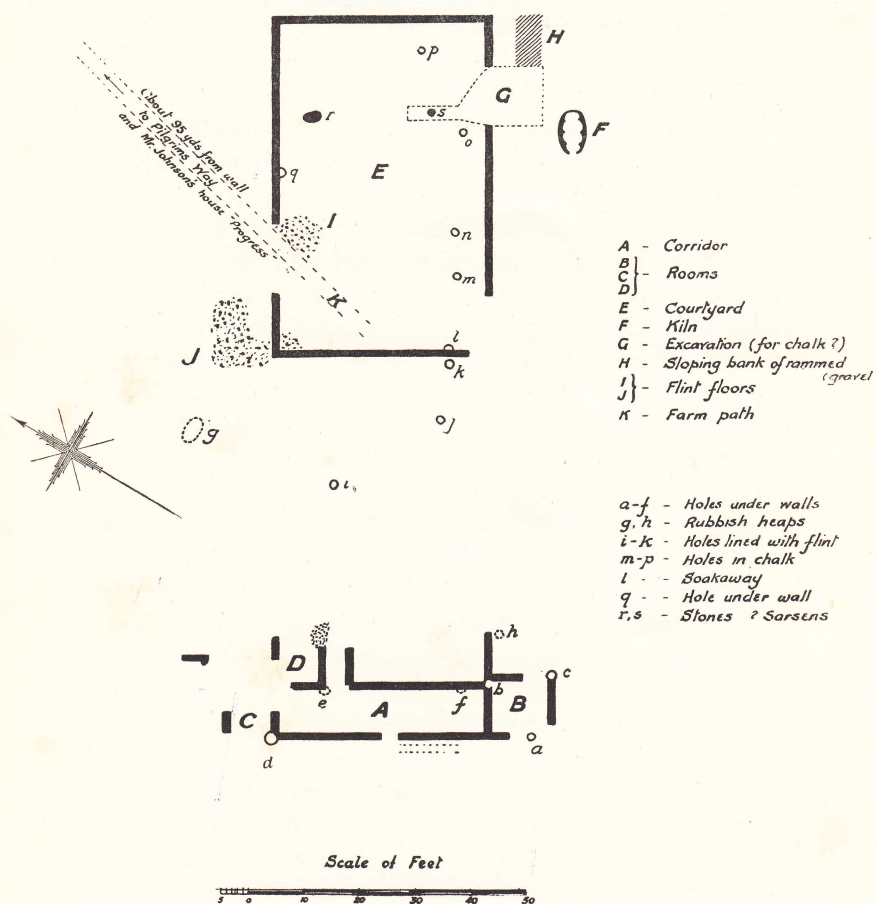 H
p
G
r
s
F
o
About 95 yds from wall
to Pilgrims Way
and Mr. Johnsons house Progress
q
E
I
n
m
K
l
J
k
g
j
i
A - Corridor
B
C - Rooms
D
E - Courtyard
F - Kiln
G - Excavation (for chalk ?)
H - Sloping bank of rammed
(gravel
I
J - Flint floors
K - Farm path
a-f - Holes under walls
g, h - Rubbish heaps
i-k - Holes lined with flint
m-p - Holes in chalk
l - - Soakaway
q - - Hole under wall
r,s - Stones ? Sarsens
h
D
c
e
A
f
b
B
C
d
a
Scale of Feet
5 0 10 20 30 40 50